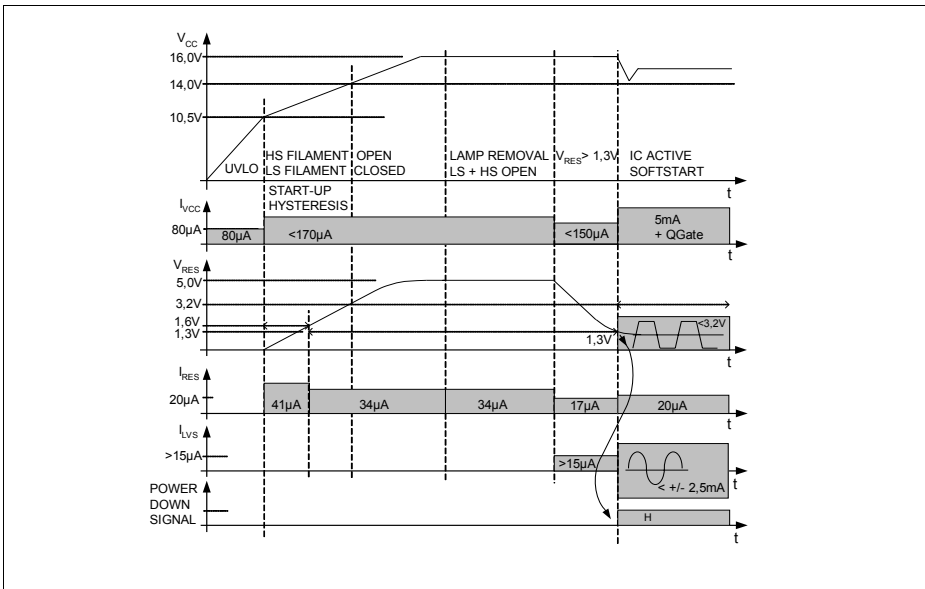 V_CC
16,0V
14,0V
10,5V
UVLO
HS FILAMENT OPEN
LS FILAMENT CLOSED
START-UP
HYSTERESIS
LAMP REMOVAL
LS + HS OPEN
V_RES> 1,3V
IC ACTIVE
SOFTSTART
t
I_VCC
80µA
80µA
<170µA
<150µA
5mA
+ QGate
t
V_RES
5,0V
3,2V
1,6V
1,3V
1,3V
<3,2V
t
I_RES
20µA
41µA
34µA
34µA
17µA
20µA
t
I_LVS
>15µA
>15µA
< +/- 2,5mA
t
POWER
DOWN
SIGNAL
H
t